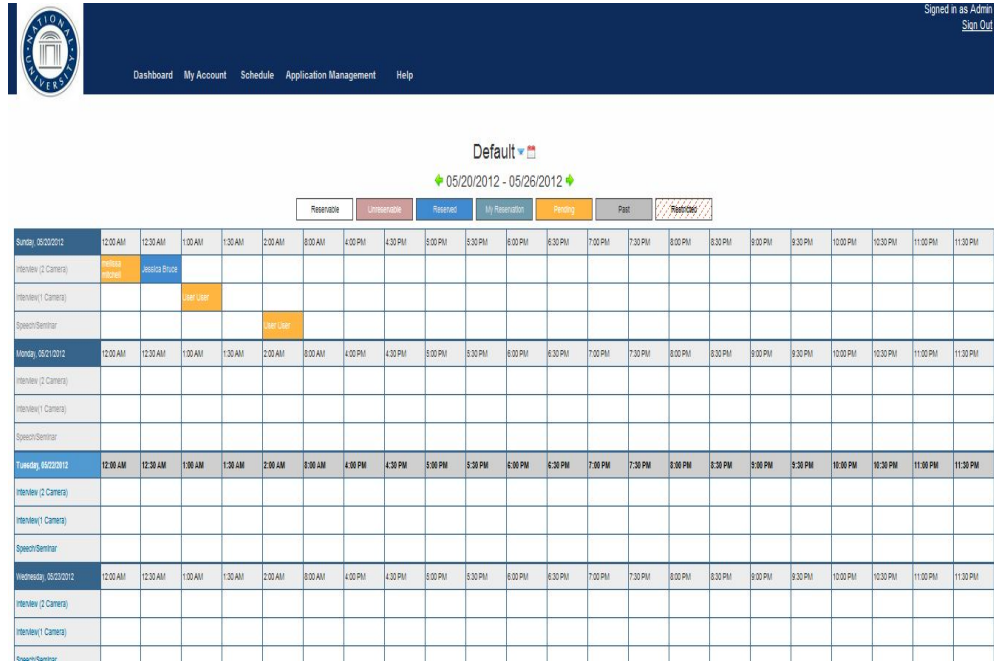 NATIONAL UNIVERSITY
Signed in as Admin
Sign Out
Dashboard My Account Schedule Application Management Help
Default
05/20/2012 - 05/26/2012
Reservable Unreservable Reserved My Reservation Pending Past Restricted
Sunday, 05/20/2012 12:00 AM 12:30 AM 1:00 AM 1:30 AM 2:00 AM 8:00 AM 4:00 PM 4:30 PM 5:00 PM 5:30 PM 6:00 PM 6:30 PM 7:00 PM 7:30 PM 8:00 PM 8:30 PM 9:00 PM 9:30 PM 10:00 PM 10:30 PM 11:00 PM 11:30 PM
Interview (2 Camera) melissa mitchell Jessica Bruce
Interview(1 Camera) User User
Speech/Seminar User User
Monday, 05/21/2012 12:00 AM 12:30 AM 1:00 AM 1:30 AM 2:00 AM 8:00 AM 4:00 PM 4:30 PM 5:00 PM 5:30 PM 6:00 PM 6:30 PM 7:00 PM 7:30 PM 8:00 PM 8:30 PM 9:00 PM 9:30 PM 10:00 PM 10:30 PM 11:00 PM 11:30 PM
Interview (2 Camera)
Interview(1 Camera)
Speech/Seminar
Tuesday, 05/22/2012 12:00 AM 12:30 AM 1:00 AM 1:30 AM 2:00 AM 8:00 AM 4:00 PM 4:30 PM 5:00 PM 5:30 PM 6:00 PM 6:30 PM 7:00 PM 7:30 PM 8:00 PM 8:30 PM 9:00 PM 9:30 PM 10:00 PM 10:30 PM 11:00 PM 11:30 PM
Interview (2 Camera)
Interview(1 Camera)
Speech/Seminar
Wednesday, 05/23/2012 12:00 AM 12:30 AM 1:00 AM 1:30 AM 2:00 AM 8:00 AM 4:00 PM 4:30 PM 5:00 PM 5:30 PM 6:00 PM 6:30 PM 7:00 PM 7:30 PM 8:00 PM 8:30 PM 9:00 PM 9:30 PM 10:00 PM 10:30 PM 11:00 PM 11:30 PM
Interview (2 Camera)
Interview(1 Camera)
Speech/Seminar